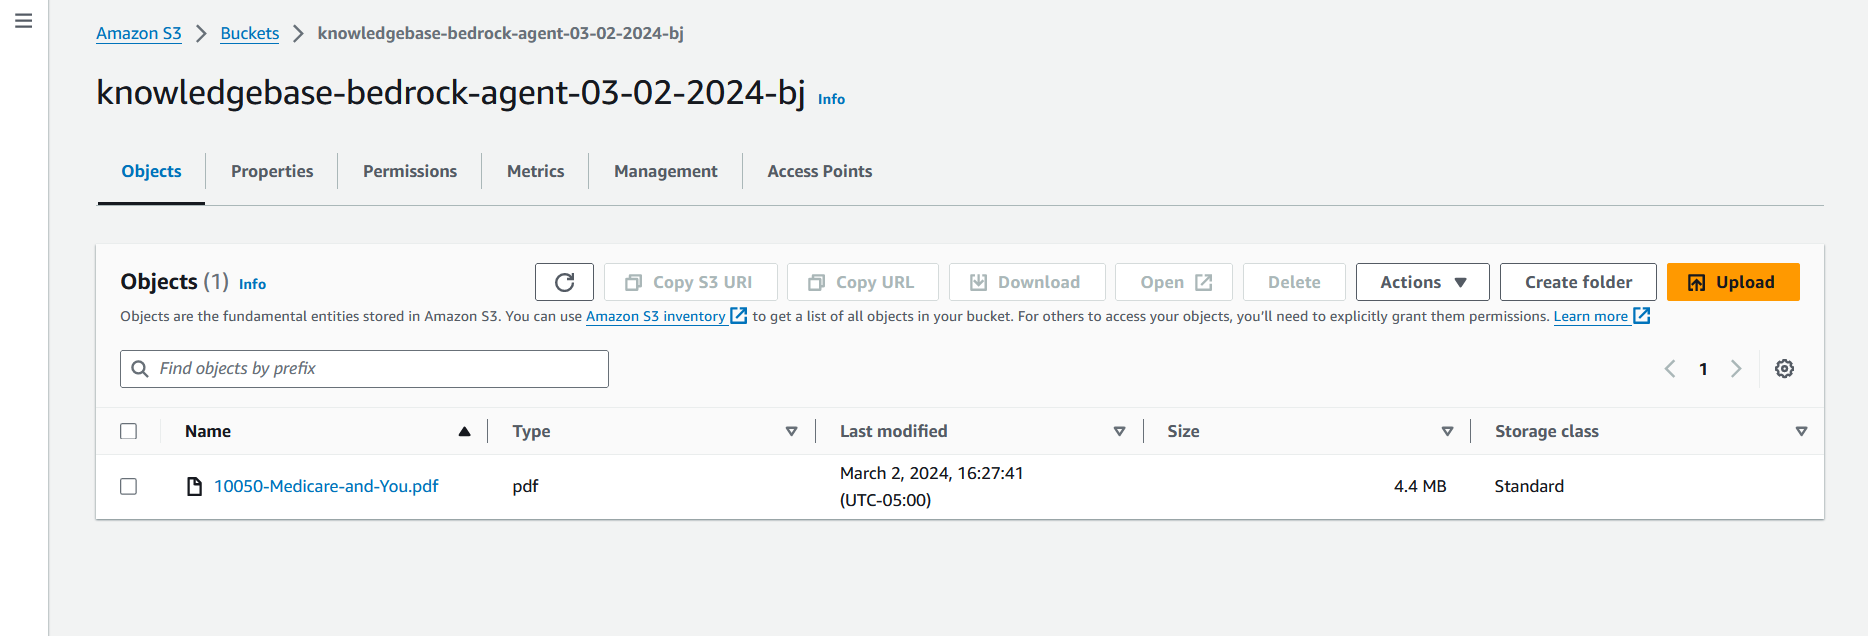 Amazon S3 > Buckets > knowledgebase-bedrock-agent-03-02-2024-bj
knowledgebase-bedrock-agent-03-02-2024-bj Info
Objects Properties Permissions Metrics Management Access Points
Objects (1) Info Copy S3 URI Copy URL Download Open Delete Actions Create folder Upload
Objects are the fundamental entities stored in Amazon S3. You can use Amazon S3 inventory to get a list of all objects in your bucket. For others to access your objects, you'll need to explicitly grant them permissions. Learn more
Find objects by prefix 1
Name Type Last modified Size Storage class
10050-Medicare-and-You.pdf pdf March 2, 2024, 16:27:41 4.4 MB Standard
(UTC-05:00)